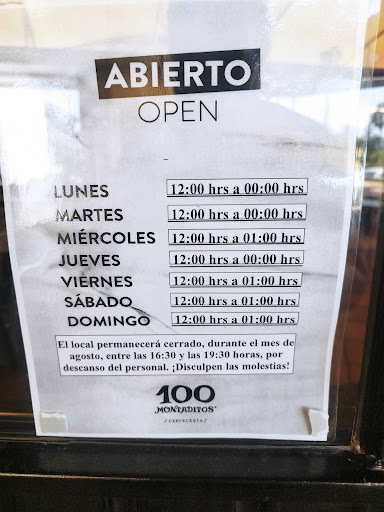 ABIERTO
OPEN
LUNES 12:00 hrs a 00:00 hrs
MARTES 12:00 hrs a 00:00 hrs
MIÉRCOLES 12:00 hrs a 01:00 hrs
JUEVES 12:00 hrs a 00:00 hrs
VIERNES 12:00 hrs a 01:00 hrs
SÁBADO 12:00 hrs a 01:00 hrs
DOMINGO 12:00 hrs a 01:00 hrs
El local permanecerá cerrado, durante el mes de
agosto, entre las 16:30 y las 19:30 horas, por
descanso del personal. ¡Disculpen las molestias!
100
MONTADITOS
/ CERVECERÍA /